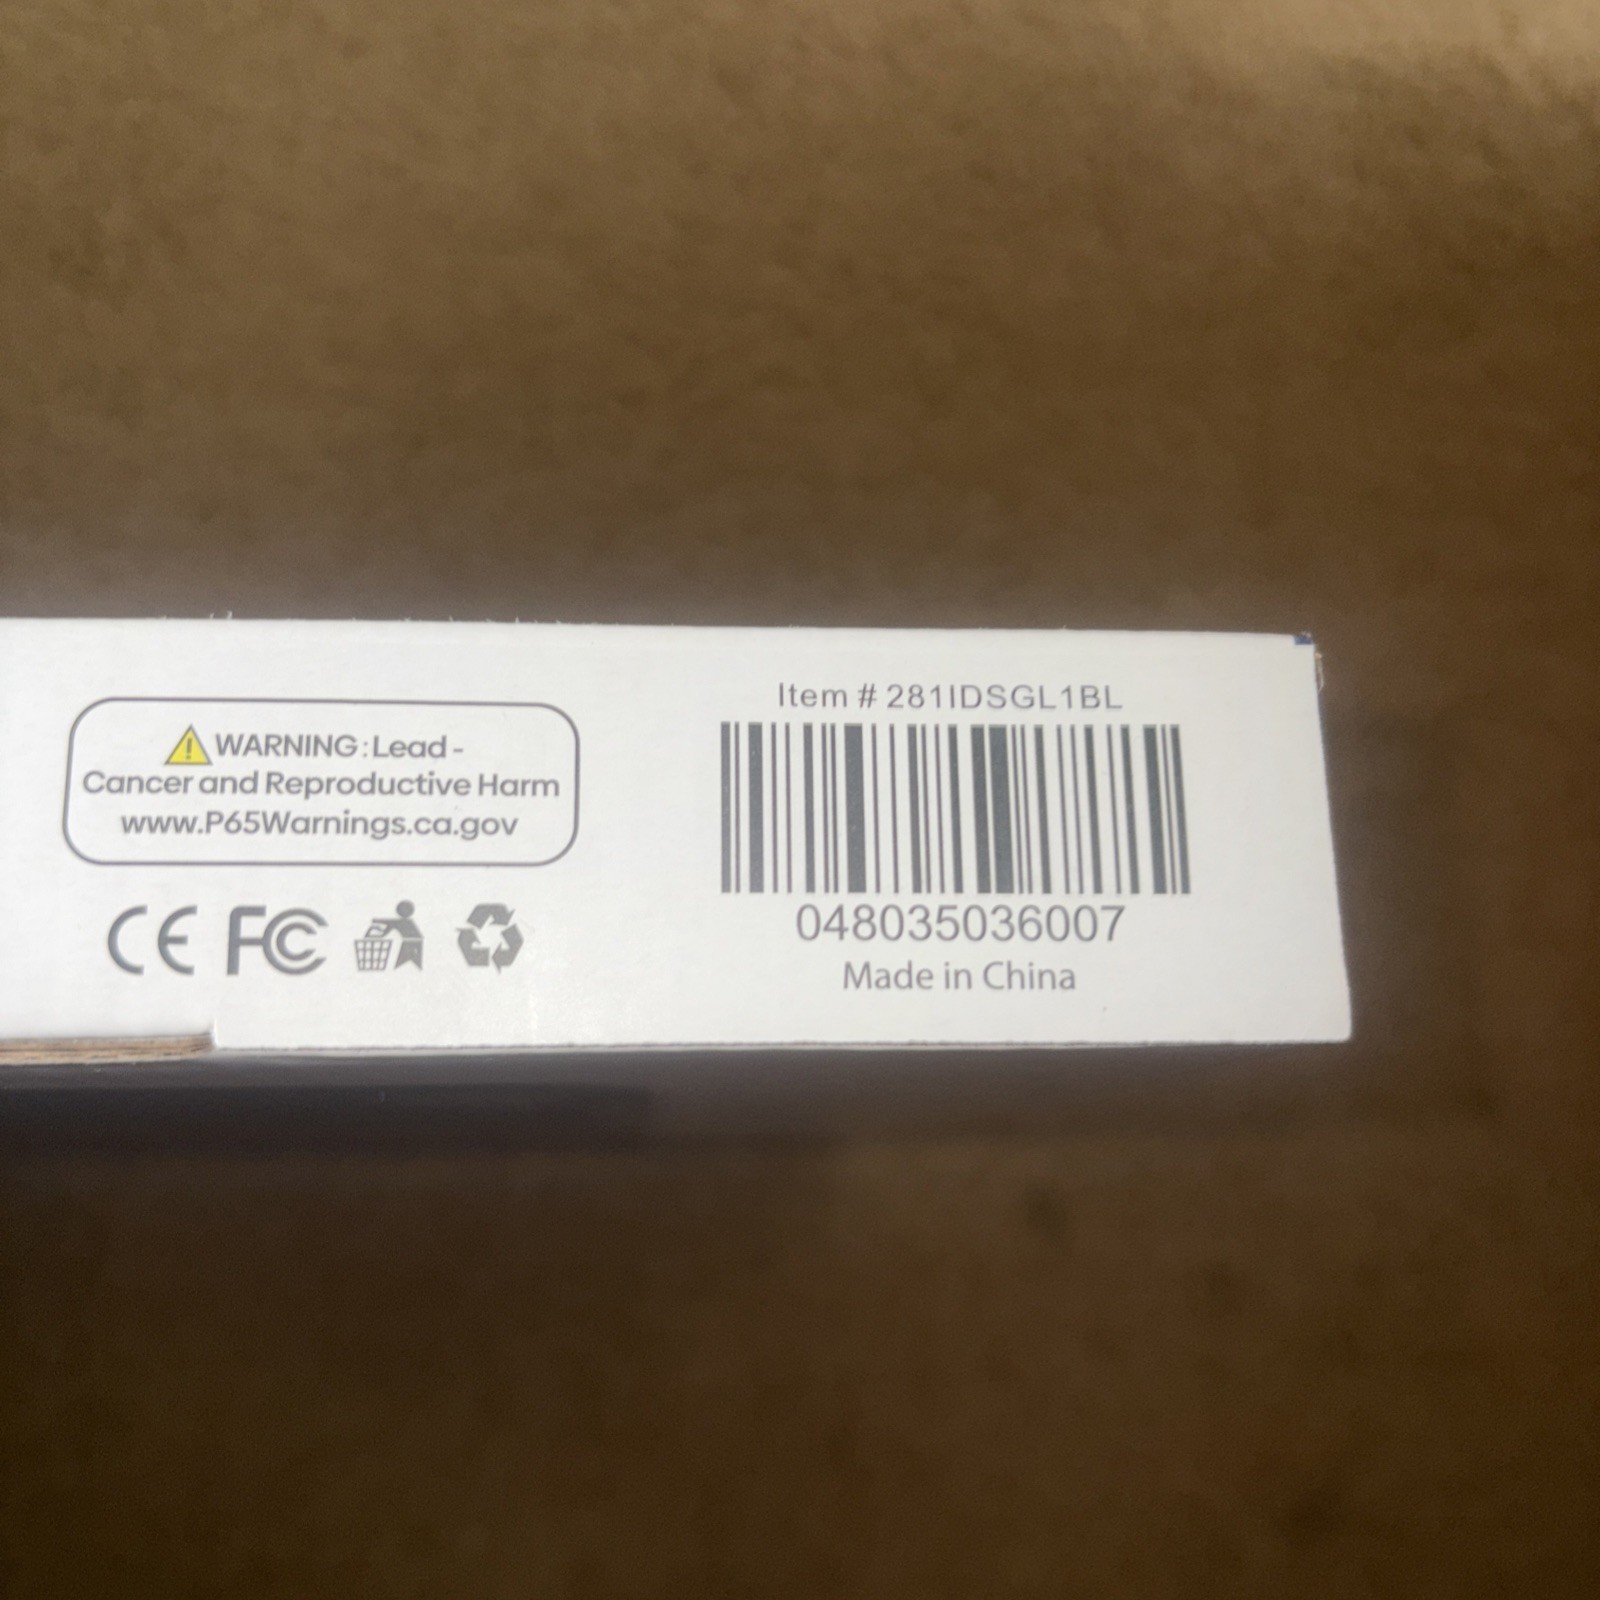 WARNING: Lead -
Cancer and Reproductive Harm
www.P65Warnings.ca.gov
CE FC
Item # 281IDSGL1BL
048035036007
Made in China